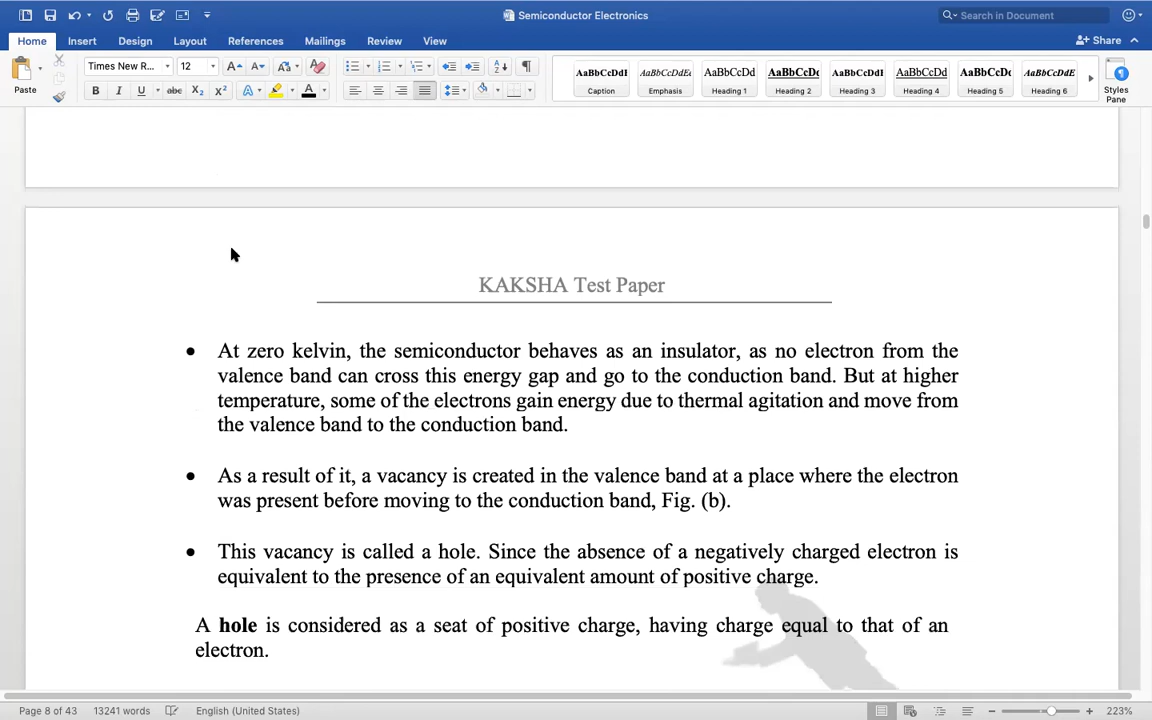 Semiconductor Electronics
Search in Document
Home Insert Design Layout References Mailings Review View
Share
Paste
Times New R... 12
AaBbCcDdI AaBbCcDdEe AaBbCcDd AaBbCcDc AaBbCcDdI AaBbCcDd AaBbCcDc AaBbCcDdE
Caption Emphasis Heading 1 Heading 2 Heading 3 Heading 4 Heading 5 Heading 6
Styles
Pane
KAKSHA Test Paper
• At zero kelvin, the semiconductor behaves as an insulator, as no electron from the
valence band can cross this energy gap and go to the conduction band. But at higher
temperature, some of the electrons gain energy due to thermal agitation and move from
the valence band to the conduction band.
• As a result of it, a vacancy is created in the valence band at a place where the electron
was present before moving to the conduction band, Fig. (b).
• This vacancy is called a hole. Since the absence of a negatively charged electron is
equivalent to the presence of an equivalent amount of positive charge.
A hole is considered as a seat of positive charge, having charge equal to that of an
electron.
Page 8 of 43 13241 words English (United States) 223%